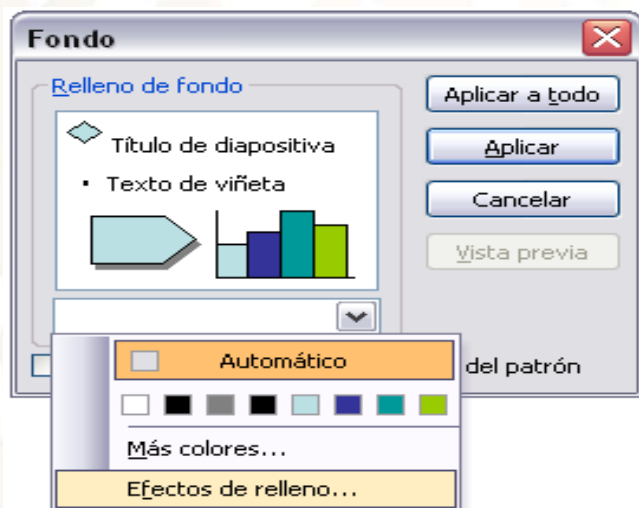 Fondo
Relleno de fondo
Título de diapositiva
Texto de viñeta
Aplicar a todo
Aplicar
Cancelar
Vista previa
Automático
del patrón
Más colores...
Efectos de relleno...